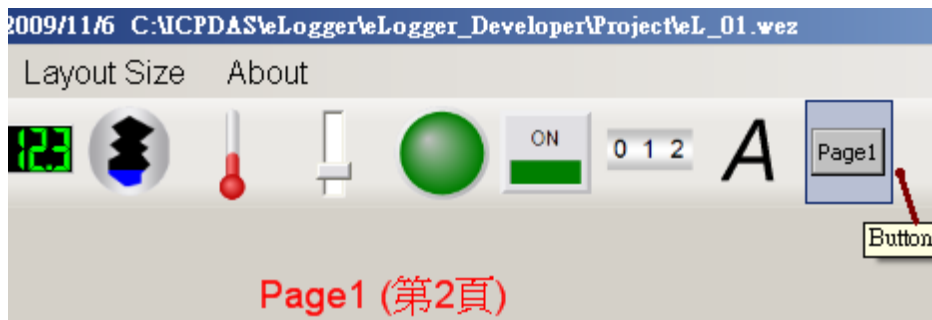 2009/11/6 C:\ICPDAS\eLogger\eLogger_Developer\Project\eL_01.wez
Layout Size About
12.3 ON 0 1 2 A Page1
Button
Page1 (第2頁)